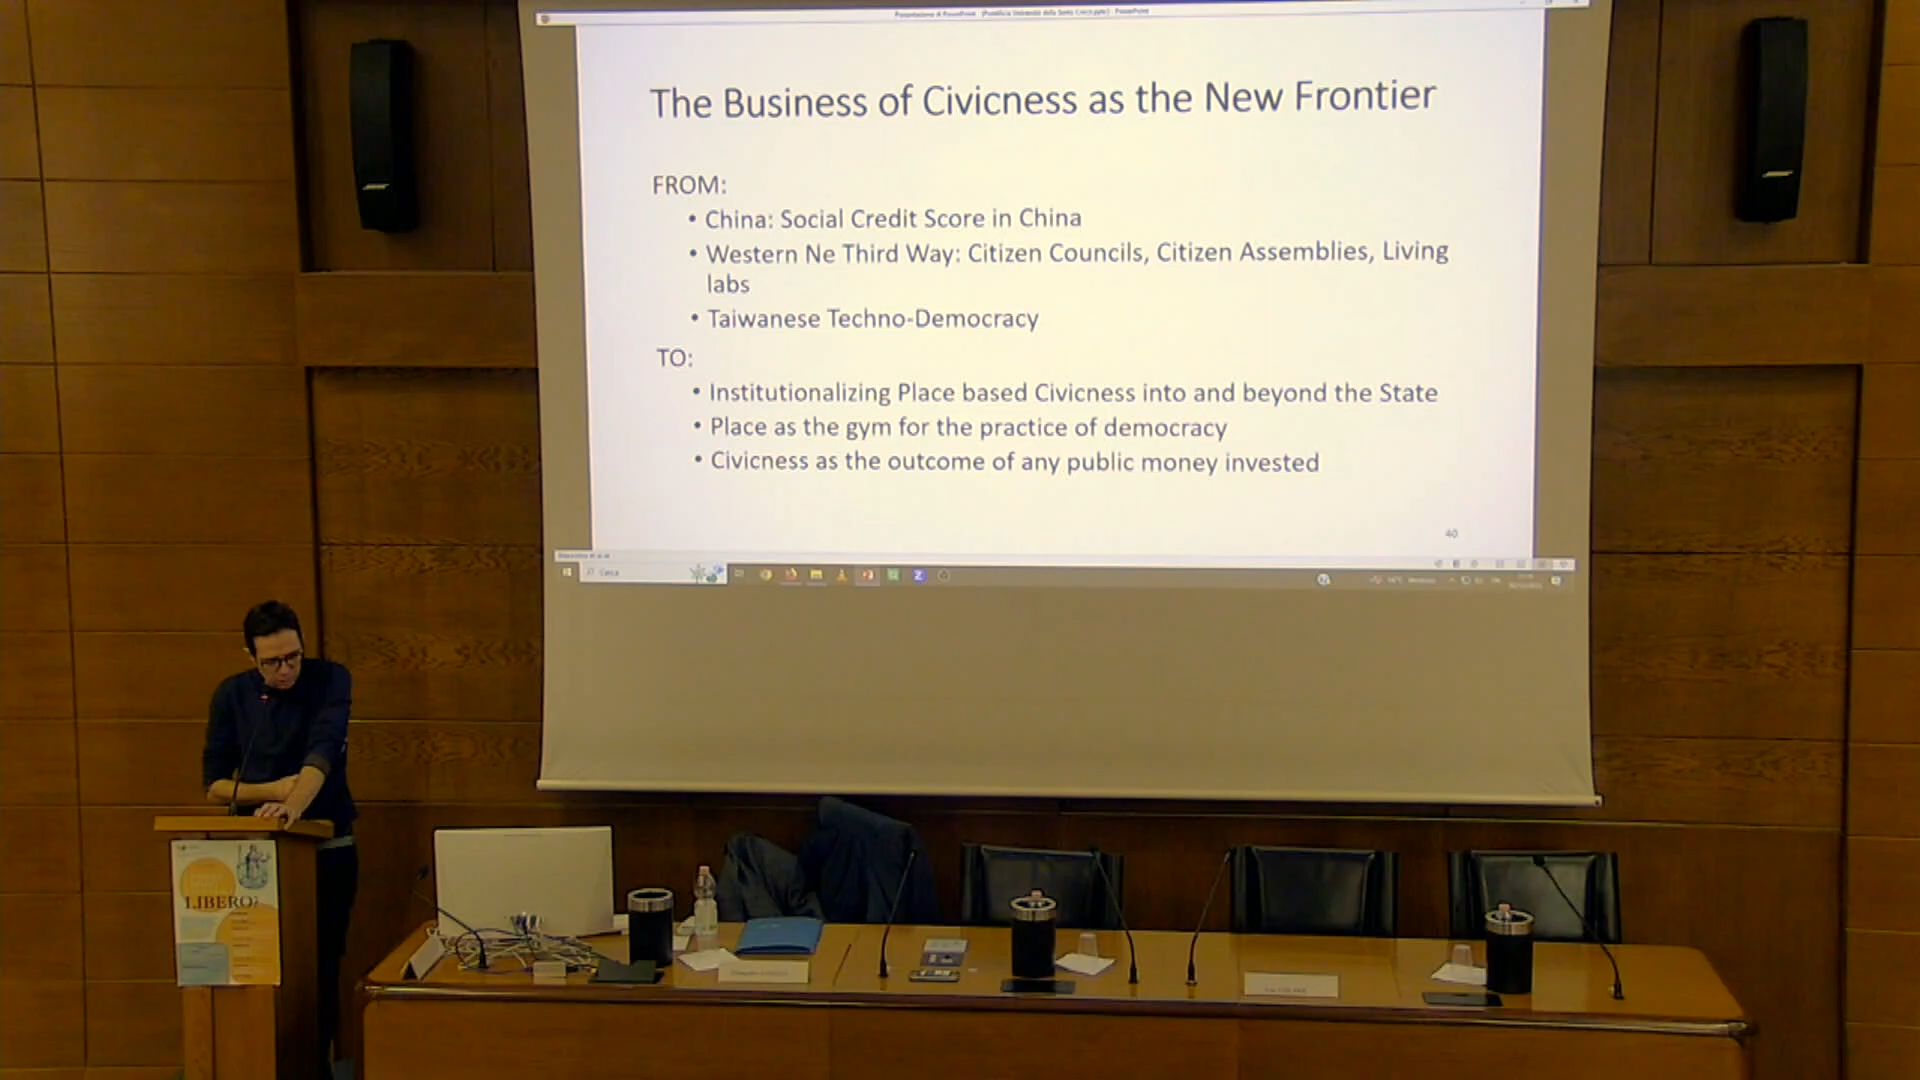 The Business of Civicness as the New Frontier
FROM:
• China: Social Credit Score in China
• Western Ne Third Way: Citizen Councils, Citizen Assemblies, Living
labs
• Taiwanese Techno-Democracy
TO:
• Institutionalizing Place based Civicness into and beyond the State
• Place as the gym for the practice of democracy
• Civicness as the outcome of any public money invested
40
Cerca
LIBERO?